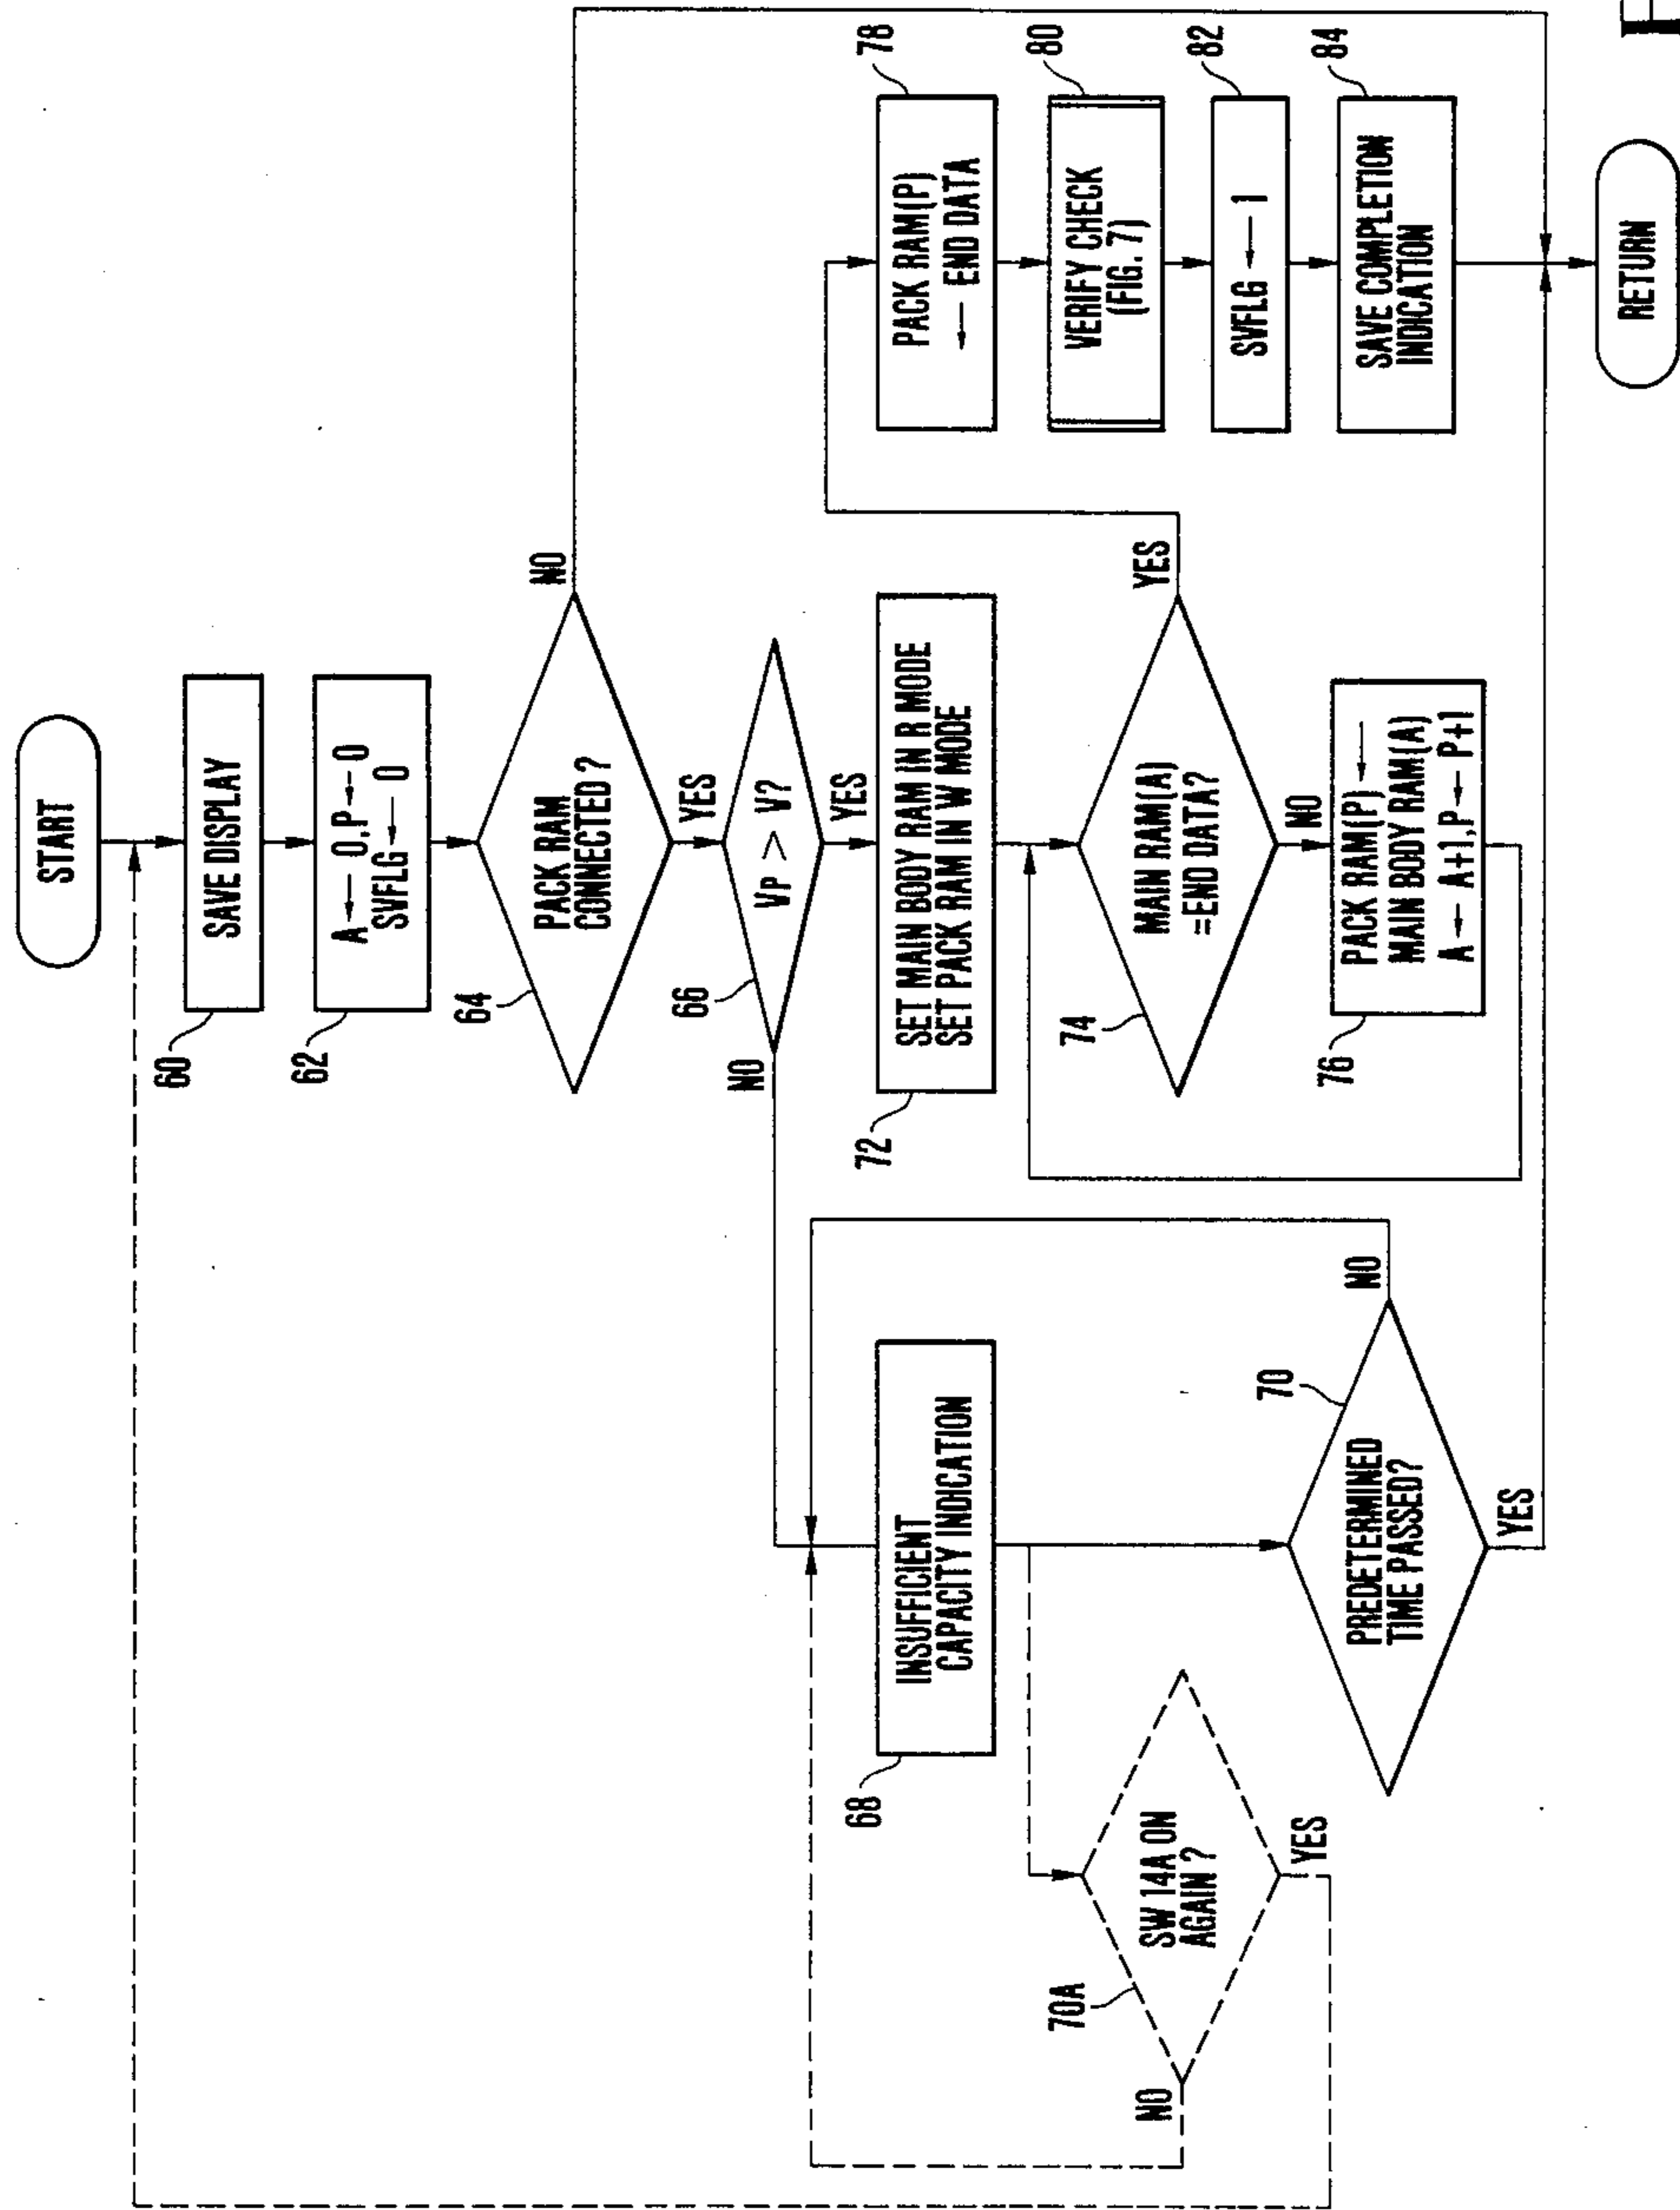 START
60
SAVE DISPLAY
62
A ← 0,P ← 0
SVFLG ← 0
64
PACK RAM
CONNECTED ?
NO
YES
66
VP > V?
NO
YES
72
SET MAIN BODY RAM IN R MODE
SET PACK RAM IN W MODE
74
MAIN RAM(A)
=END DATA?
YES
NO
76
PACK RAM(P) ←
MAIN BODY RAM(A)
A ← A+1,P ← P+1
68
INSUFFICIENT
CAPACITY INDICATION
70
PREDETERMINED
TIME PASSED?
NO
YES
70A
SW 14A ON
AGAIN ?
NO
YES
78
PACK RAM(P)
← END DATA
80
VERIFY CHECK
(FIG. 7)
82
SVFLG ← 1
84
SAVE COMPLETION
INDICATION
RETURN